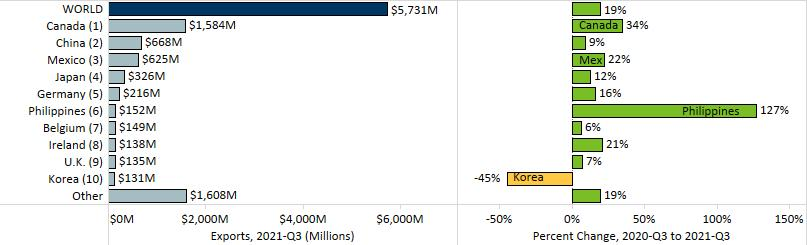 WORLD $5,731M 19%
Canada (1) $1,584M Canada 34%
China (2) $668M 9%
Mexico (3) $625M Mex 22%
Japan (4) $326M 12%
Germany (5) $216M 16%
Philippines (6) $152M Philippines 127%
Belgium (7) $149M 6%
Ireland (8) $138M 21%
U.K. (9) $135M 7%
Korea (10) $131M -45% Korea
Other $1,608M 19%
$0M $2,000M $4,000M $6,000M -50% 0% 50% 100% 150%
Exports, 2021-Q3 (Millions) Percent Change, 2020-Q3 to 2021-Q3